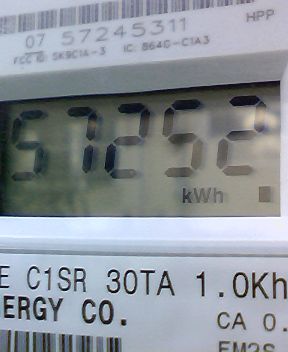 HPP
07 57245311
FCC ID: SK9C1A-3 IC: 864G-C1A3
57252
kWh
E C1SR 30TA 1.0Kh
ERGY CO.
CA 0.
FM2S